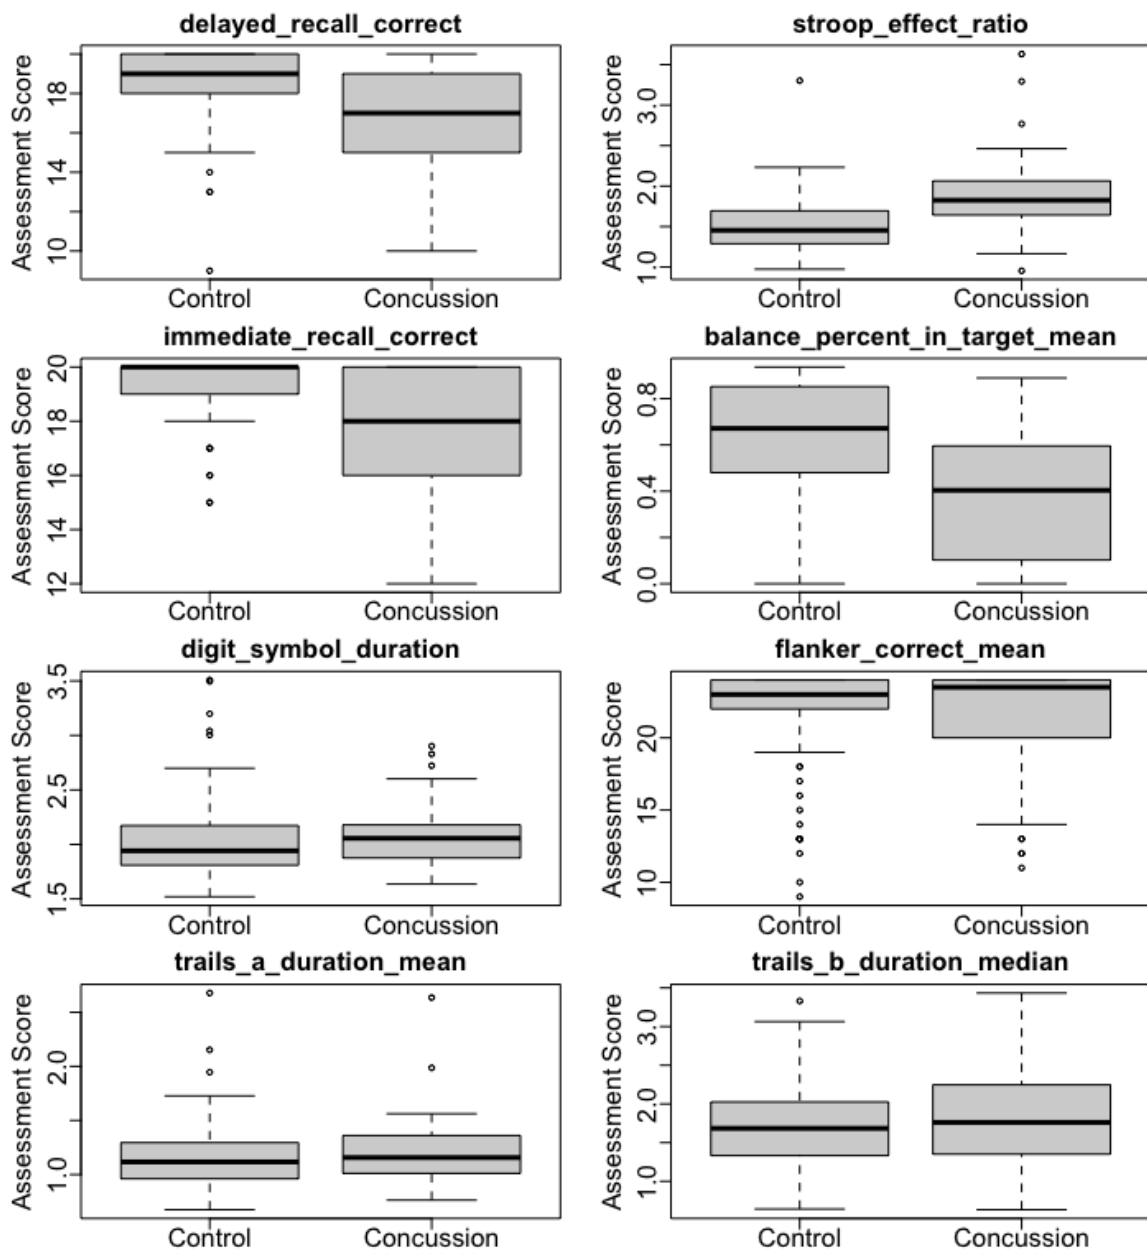 delayed_recall_correct
Assessment Score
18
14
10
Control Concussion
stroop_effect_ratio
Assessment Score
3.0
2.0
1.0
Control Concussion
immediate_recall_correct
Assessment Score
20
18
16
14
12
Control Concussion
balance_percent_in_target_mean
Assessment Score
0.8
0.4
0.0
Control Concussion
digit_symbol_duration
Assessment Score
3.5
2.5
1.5
Control Concussion
flanker_correct_mean
Assessment Score
20
15
10
Control Concussion
trails_a_duration_mean
Assessment Score
2.0
1.0
Control Concussion
trails_b_duration_median
Assessment Score
3.0
2.0
1.0
Control Concussion